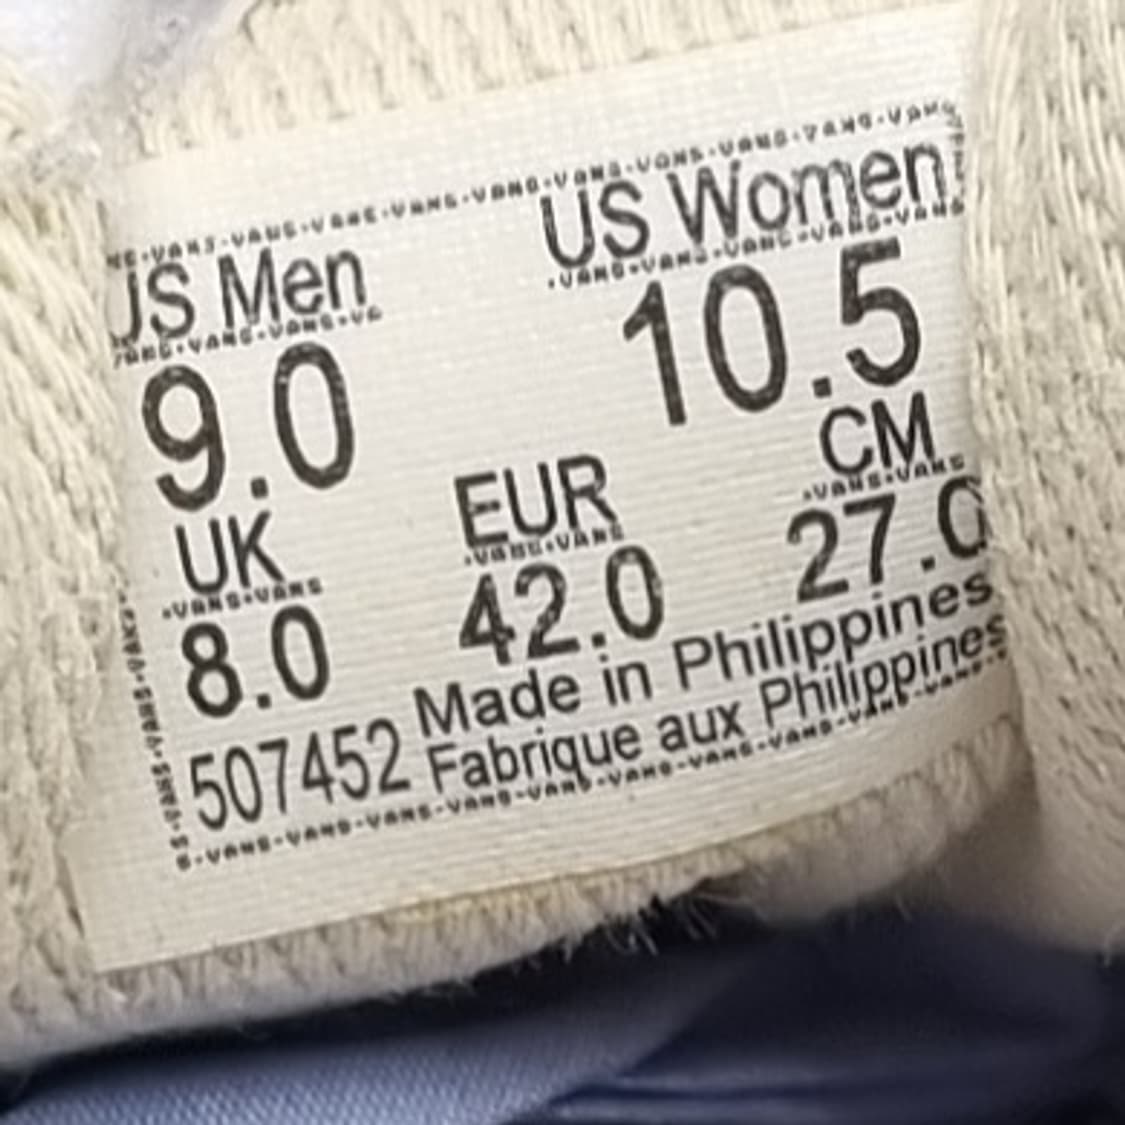 US Men US Women
9.0 10.5
UK EUR CM
8.0 42.0 27.0
Made in Philippines
507452 Fabrique aux Philippines